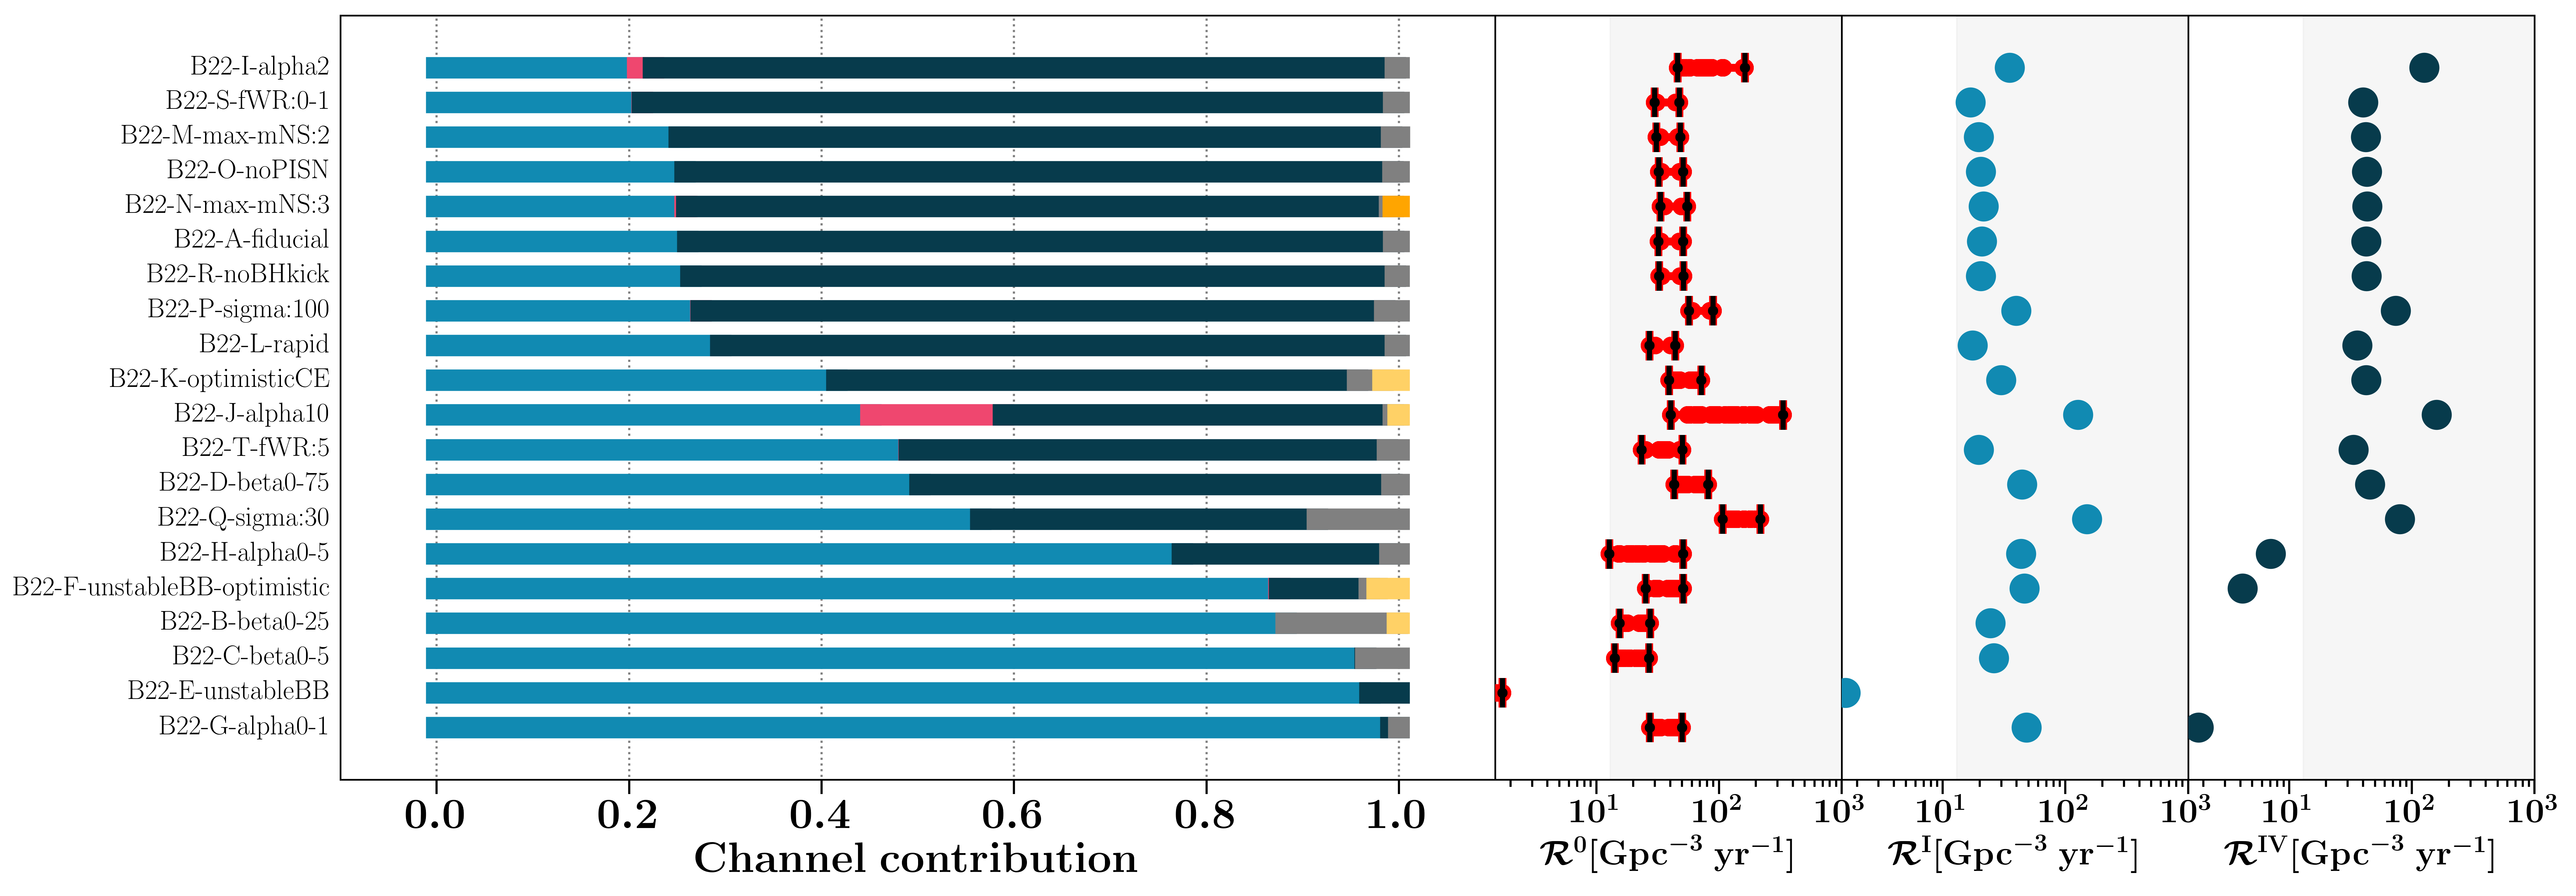 B22-I-alpha2
B22-S-fWR:0-1
B22-M-max-mNS:2
B22-O-noPISN
B22-N-max-mNS:3
B22-A-fiducial
B22-R-noBHkick
B22-P-sigma:100
B22-L-rapid
B22-K-optimisticCE
B22-J-alpha10
B22-T-fWR:5
B22-D-beta0-75
B22-Q-sigma:30
B22-H-alpha0-5
B22-F-unstableBB-optimistic
B22-B-beta0-25
B22-C-beta0-5
B22-E-unstableBB
B22-G-alpha0-1
0.0 0.2 0.4 0.6 0.8 1.0
Channel contribution
10¹ 10² 10³
ℛ⁰[Gpc⁻³ yr⁻¹]
10¹ 10² 10³
ℛᴵ[Gpc⁻³ yr⁻¹]
10¹ 10² 10³
ℛᴵⱽ[Gpc⁻³ yr⁻¹]